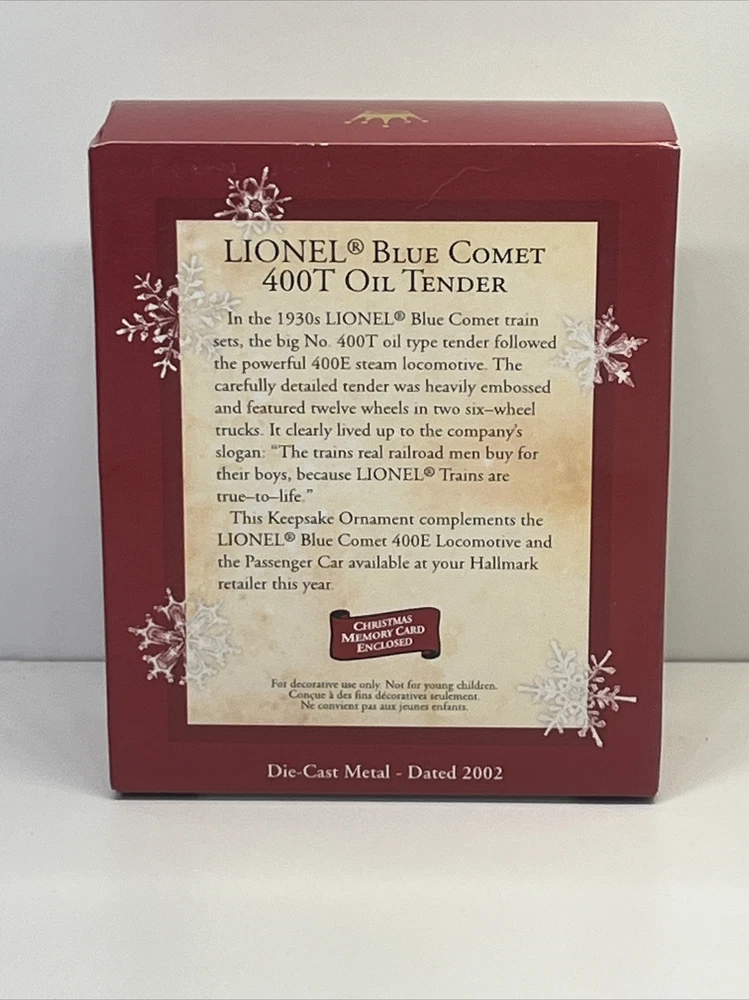 LIONEL® BLUE COMET
400T OIL TENDER
In the 1930s LIONEL® Blue Comet train
sets, the big No. 400T oil type tender followed
the powerful 400E steam locomotive. The
carefully detailed tender was heavily embossed
and featured twelve wheels in two six–wheel
trucks. It clearly lived up to the company's
slogan: “The trains real railroad men buy for
their boys, because LIONEL® Trains are
true–to–life.”
This Keepsake Ornament complements the
LIONEL® Blue Comet 400E Locomotive and
the Passenger Car available at your Hallmark
retailer this year.
CHRISTMAS
MEMORY CARD
ENCLOSED
For decorative use only. Not for young children.
Conçue à des fins décoratives seulement.
Ne convient pas aux jeunes enfants.
Die-Cast Metal - Dated 2002